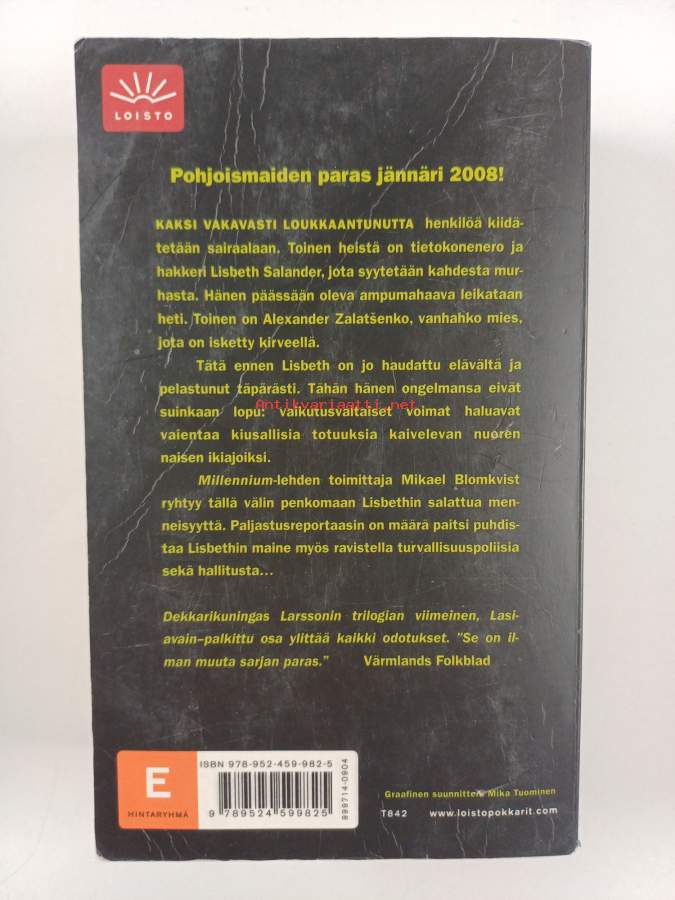 LOISTO
Pohjoismaiden paras jännäri 2008!
KAKSI VAKAVASTI LOUKKAANTUNUTTA henkilöä kiidä-
tetään sairaalaan. Toinen heistä on tietokonenero ja
hakkeri Lisbeth Salander, jota syytetään kahdesta mur-
hasta. Hänen päässään oleva ampumahaava leikataan
heti. Toinen on Alexander Zalatšenko, vanhahko mies,
jota on isketty kirveellä.
Tätä ennen Lisbeth on jo haudattu elävältä ja
pelastunut täpärästi. Tähän hänen ongelmansa eivät
Antikvariaatti.net
suinkaan lopu: vaikutusvaltaiset voimat haluavat
vaientaa kiusallisia totuuksia kaivelevan nuoren
naisen ikiajoiksi.
Millennium-lehden toimittaja Mikael Blomkvist
ryhtyy tällä välin penkomaan Lisbethin salattua men-
neisyyttä. Paljastusreportaasin on määrä paitsi puhdis-
taa Lisbethin maine myös ravistella turvallisuuspoliisia
sekä hallitusta...
Dekkarikuningas Larssonin trilogian viimeinen, Lasi-
avain–palkittu osa ylittää kaikki odotukset. ”Se on il-
man muuta sarjan paras.” Värmlands Folkblad
E
HINTARYHMÄ
ISBN 978-952-459-982-5
9 789524 599825
999714-0904
Graafinen suunnittelu Mika Tuominen
T842 www.loistopokkarit.com